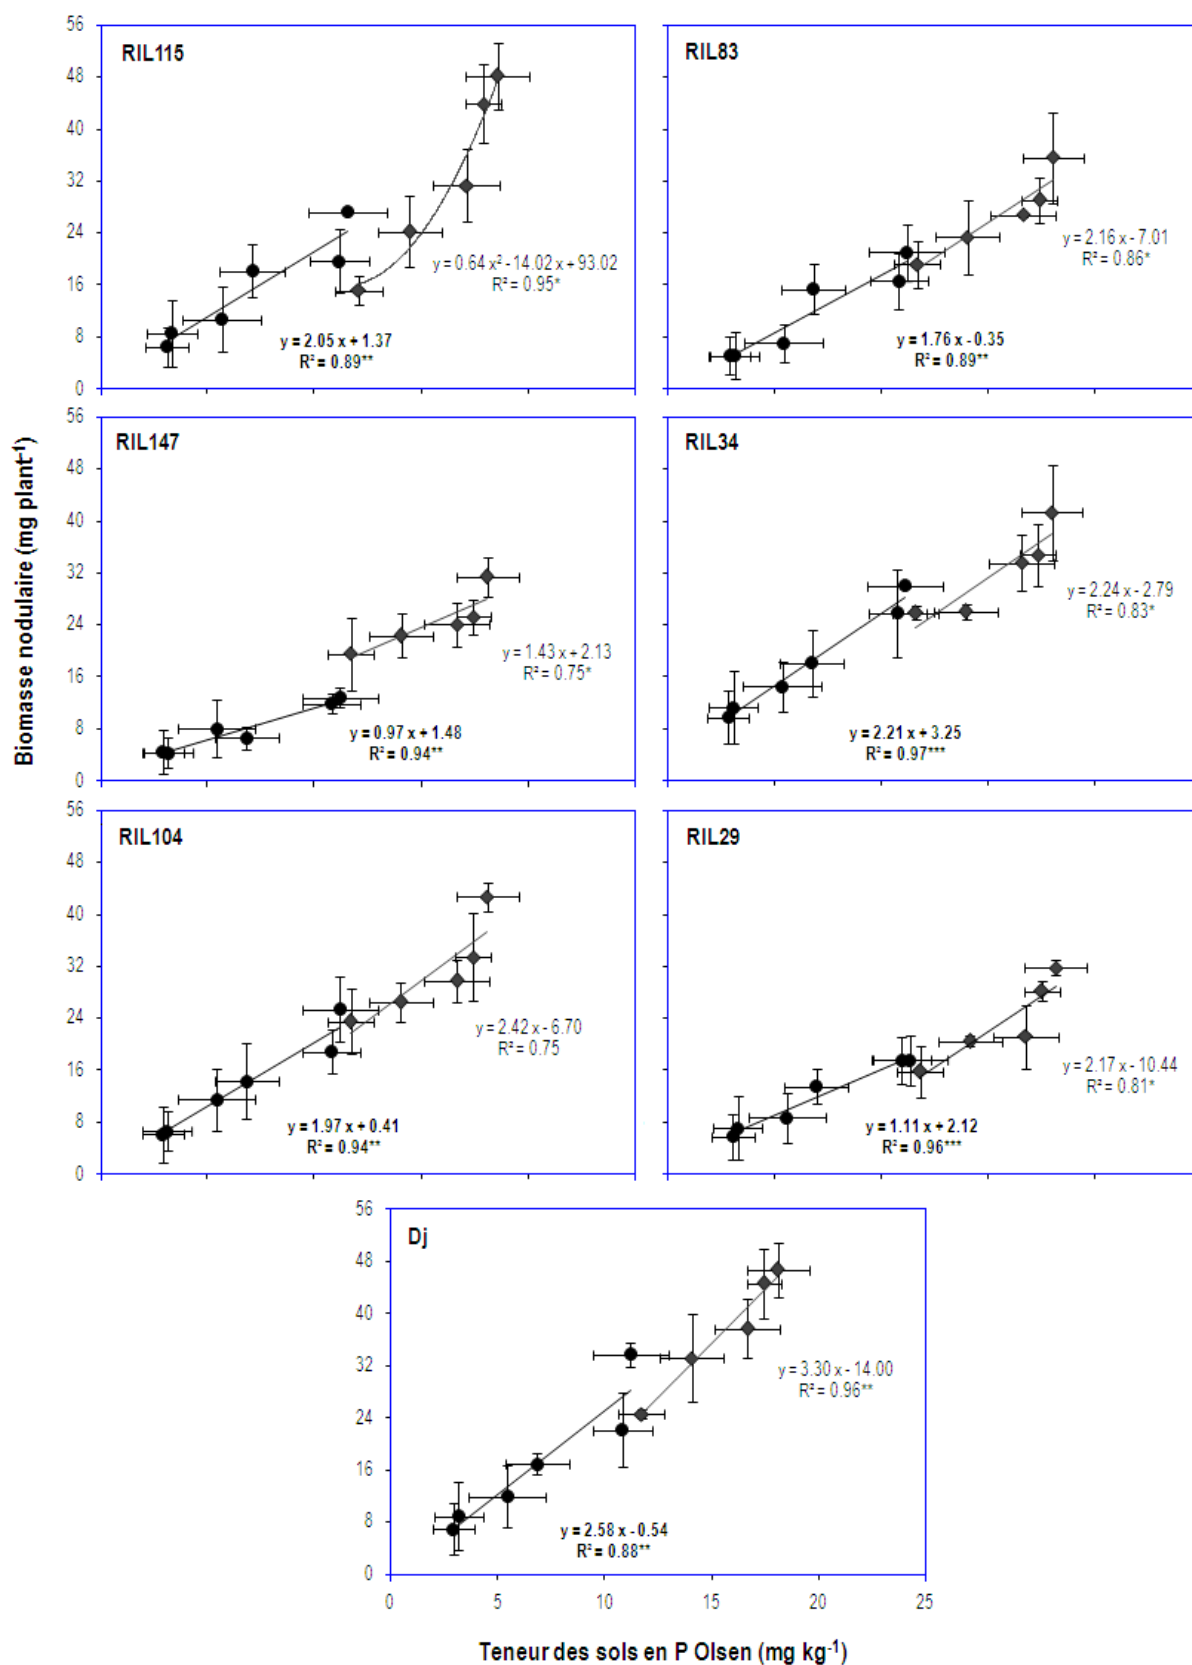 RIL115
RIL83
56
48
40
32
24
16
8
0
y = 0.64 x² - 14.02 x + 93.02
R² = 0.95*
y = 2.05 x + 1.37
R² = 0.89**
y = 2.16 x - 7.01
R² = 0.86*
y = 1.76 x - 0.35
R² = 0.89**
Biomasse nodulaire (mg plant⁻¹)
RIL147
RIL34
56
48
40
32
24
16
8
0
y = 1.43 x + 2.13
R² = 0.75*
y = 0.97 x + 1.48
R² = 0.94**
y = 2.24 x - 2.79
R² = 0.83*
y = 2.21 x + 3.25
R² = 0.97***
RIL104
RIL29
56
48
40
32
24
16
8
0
y = 2.42 x - 6.70
R² = 0.75
y = 1.97 x + 0.41
R² = 0.94**
y = 2.17 x - 10.44
R² = 0.81*
y = 1.11 x + 2.12
R² = 0.96***
Dj
56
48
40
32
24
16
8
0
y = 3.30 x - 14.00
R² = 0.96**
y = 2.58 x - 0.54
R² = 0.88**
0 5 10 15 20 25
Teneur des sols en P Olsen (mg kg⁻¹)